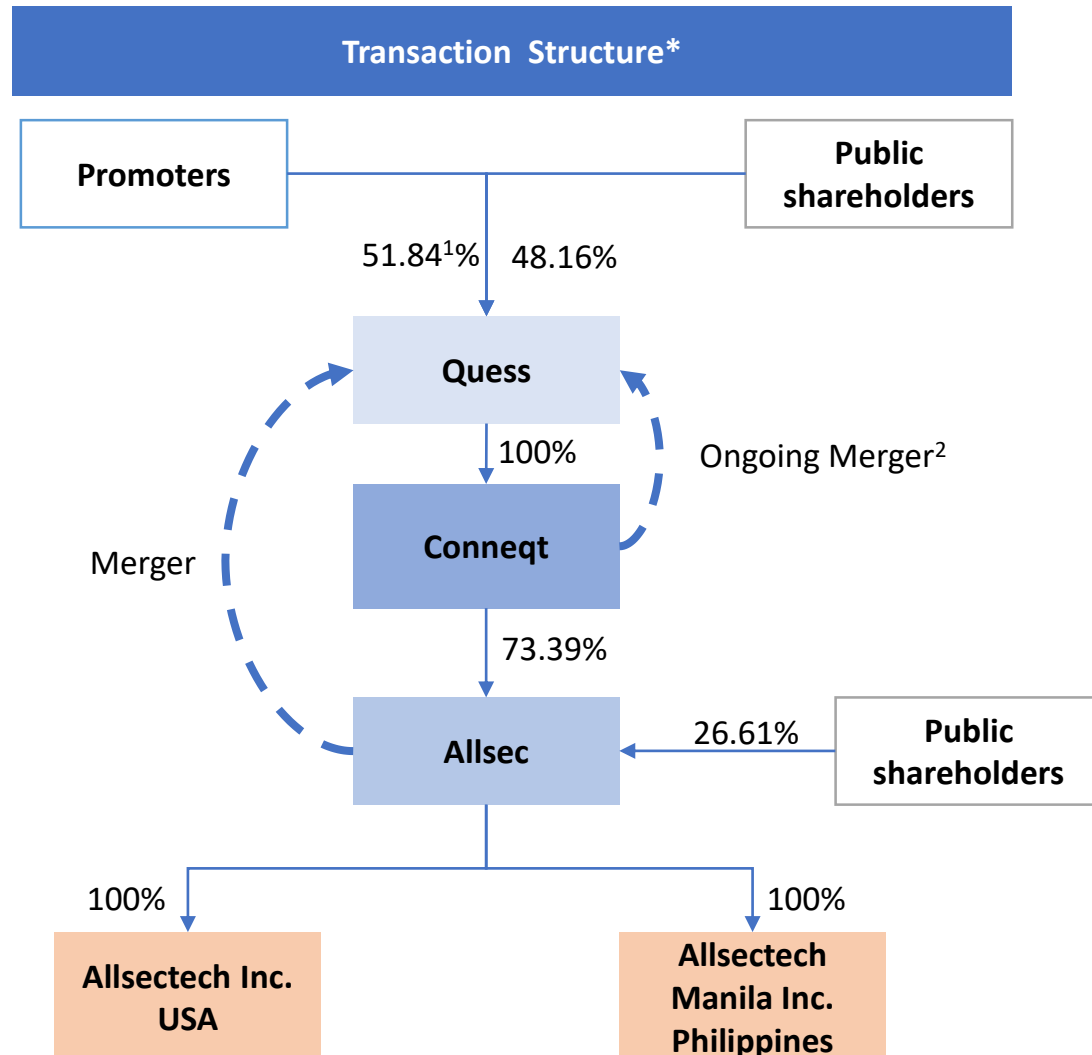 Transaction Structure*
Promoters
Public
shareholders
51.84¹%
48.16%
Quess
100%
Ongoing Merger²
Conneqt
Merger
73.39%
Allsec
26.61%
Public
shareholders
100%
100%
Allsectech Inc.
USA
Allsectech
Manila Inc.
Philippines